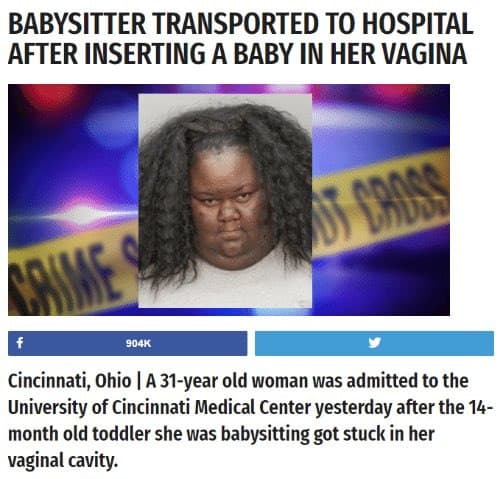 BABYSITTER TRANSPORTED TO HOSPITAL
AFTER INSERTING A BABY IN HER VAGINA
CRIME S
OT CROSS
f 904K
Cincinnati, Ohio | A 31-year old woman was admitted to the
University of Cincinnati Medical Center yesterday after the 14-
month old toddler she was babysitting got stuck in her
vaginal cavity.